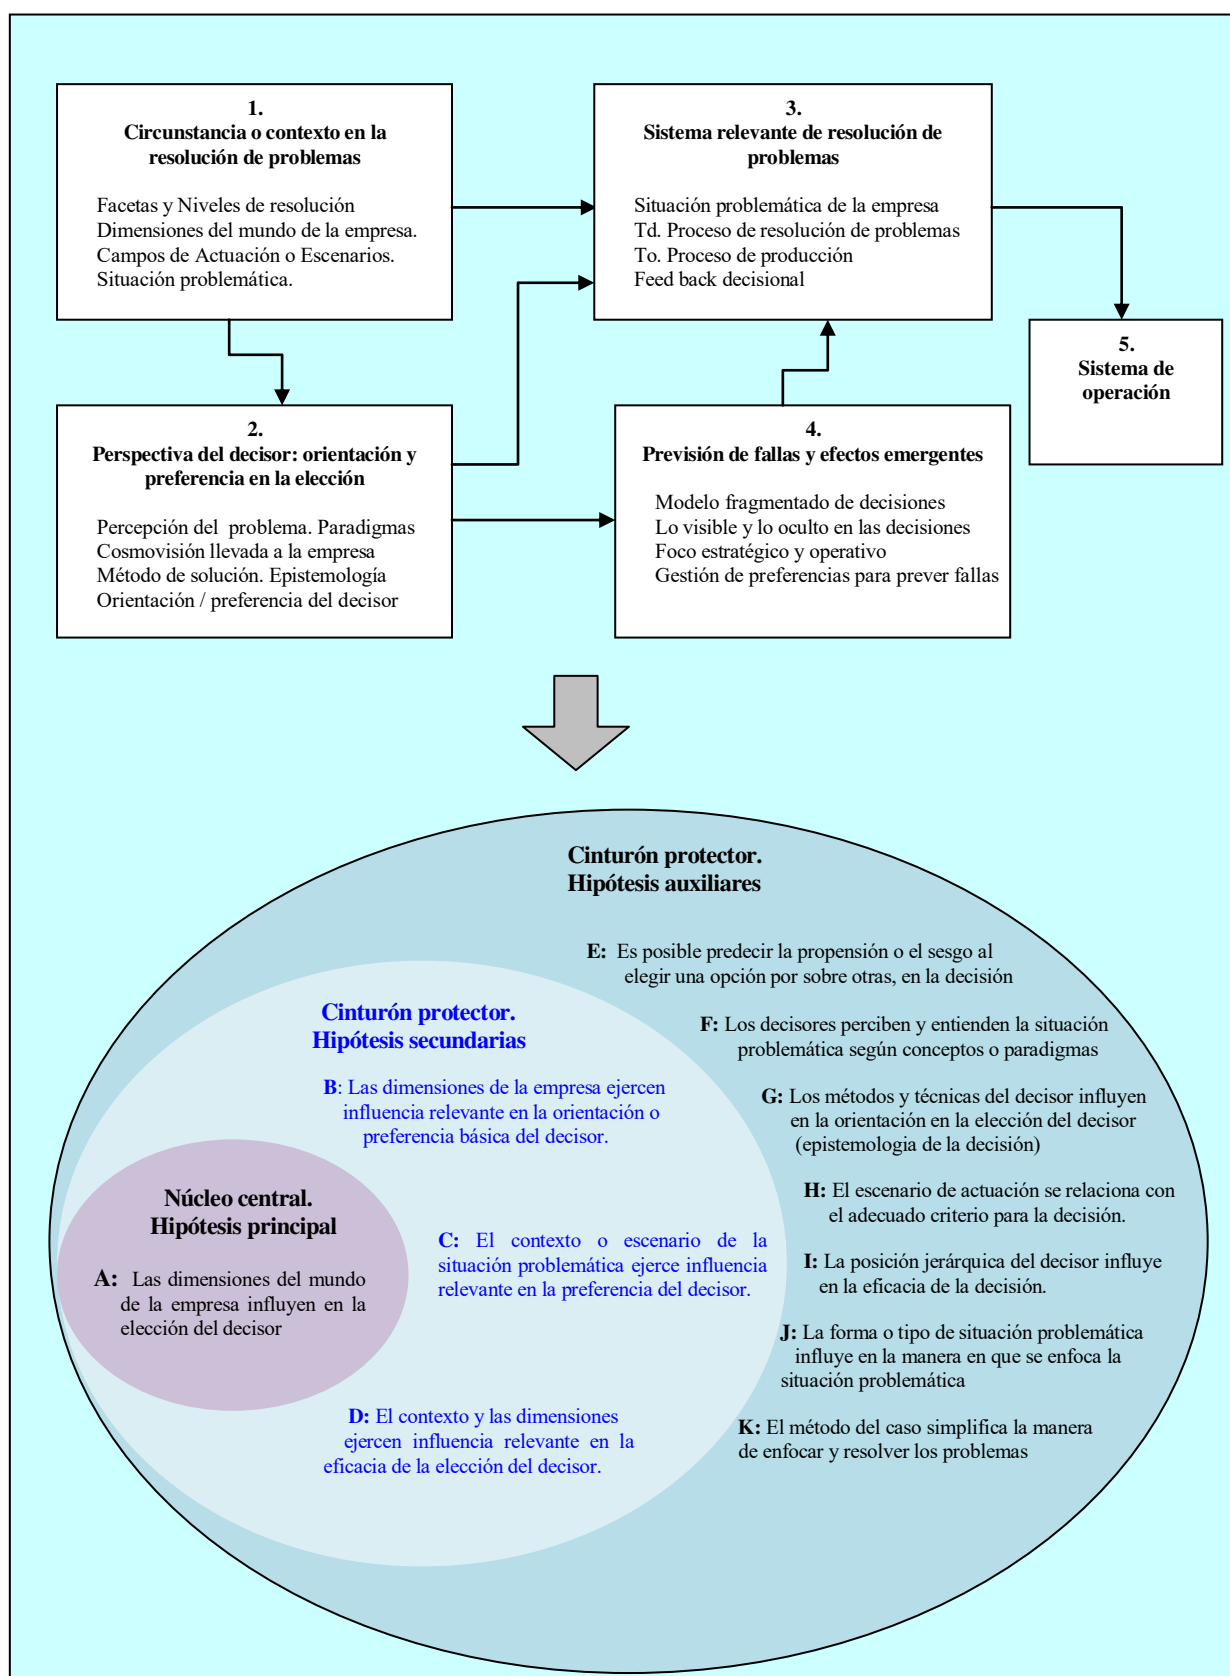 1.
Circunstancia o contexto en la
resolución de problemas
Facetas y Niveles de resolución
Dimensiones del mundo de la empresa.
Campos de Actuación o Escenarios.
Situación problemática.
3.
Sistema relevante de resolución de
problemas
Situación problemática de la empresa
Td. Proceso de resolución de problemas
To. Proceso de producción
Feed back decisional
5.
Sistema de
operación
2.
Perspectiva del decisor: orientación y
preferencia en la elección
Percepción del problema. Paradigmas
Cosmovisión llevada a la empresa
Método de solución. Epistemología
Orientación / preferencia del decisor
4.
Previsión de fallas y efectos emergentes
Modelo fragmentado de decisiones
Lo visible y lo oculto en las decisiones
Foco estratégico y operativo
Gestión de preferencias para prever fallas
Cinturón protector.
Hipótesis auxiliares
E: Es posible predecir la propensión o el sesgo al
elegir una opción por sobre otras, en la decisión
F: Los decisores perciben y entienden la situación
problemática según conceptos o paradigmas
G: Los métodos y técnicas del decisor influyen
en la orientación en la elección del decisor
(epistemologia de la decisión)
H: El escenario de actuación se relaciona con
el adecuado criterio para la decisión.
I: La posición jerárquica del decisor influye
en la eficacia de la decisión.
J: La forma o tipo de situación problemática
influye en la manera en que se enfoca la
situación problemática
K: El método del caso simplifica la manera
de enfocar y resolver los problemas
Cinturón protector.
Hipótesis secundarias
B: Las dimensiones de la empresa ejercen
influencia relevante en la orientación o
preferencia básica del decisor.
C: El contexto o escenario de la
situación problemática ejerce influencia
relevante en la preferencia del decisor.
D: El contexto y las dimensiones
ejercen influencia relevante en la
eficacia de la elección del decisor.
Núcleo central.
Hipótesis principal
A: Las dimensiones del mundo
de la empresa influyen en la
elección del decisor